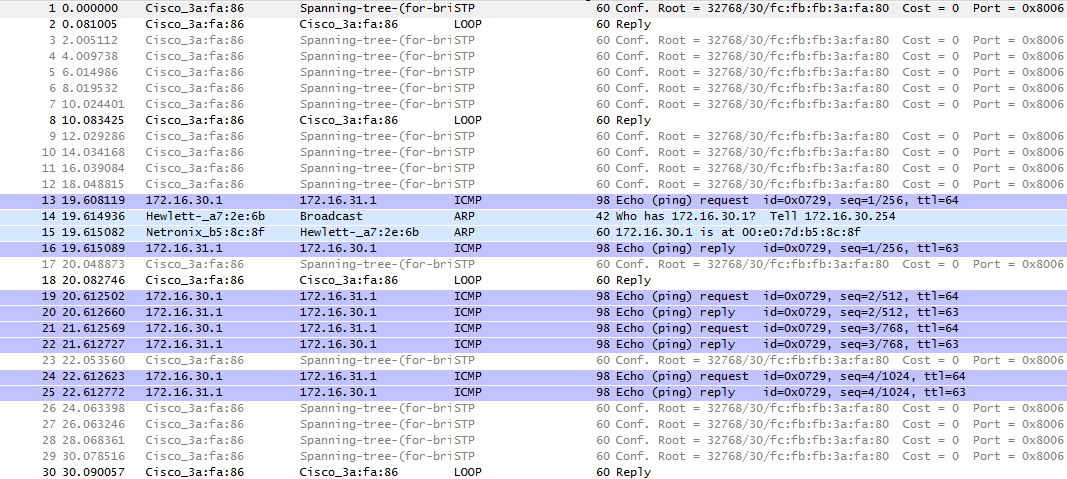 1 0.000000 Cisco_3a:fa:86 Spanning-tree-(for-bri STP 60 Conf. Root = 32768/30/fc:fb:fb:3a:fa:80 Cost = 0 Port = 0x8006
2 0.081005 Cisco_3a:fa:86 Cisco_3a:fa:86 LOOP 60 Reply
3 2.005112 Cisco_3a:fa:86 Spanning-tree-(for-bri STP 60 Conf. Root = 32768/30/fc:fb:fb:3a:fa:80 Cost = 0 Port = 0x8006
4 4.009738 Cisco_3a:fa:86 Spanning-tree-(for-bri STP 60 Conf. Root = 32768/30/fc:fb:fb:3a:fa:80 Cost = 0 Port = 0x8006
5 6.014986 Cisco_3a:fa:86 Spanning-tree-(for-bri STP 60 Conf. Root = 32768/30/fc:fb:fb:3a:fa:80 Cost = 0 Port = 0x8006
6 8.019532 Cisco_3a:fa:86 Spanning-tree-(for-bri STP 60 Conf. Root = 32768/30/fc:fb:fb:3a:fa:80 Cost = 0 Port = 0x8006
7 10.024401 Cisco_3a:fa:86 Spanning-tree-(for-bri STP 60 Conf. Root = 32768/30/fc:fb:fb:3a:fa:80 Cost = 0 Port = 0x8006
8 10.083425 Cisco_3a:fa:86 Cisco_3a:fa:86 LOOP 60 Reply
9 12.029286 Cisco_3a:fa:86 Spanning-tree-(for-bri STP 60 Conf. Root = 32768/30/fc:fb:fb:3a:fa:80 Cost = 0 Port = 0x8006
10 14.034168 Cisco_3a:fa:86 Spanning-tree-(for-bri STP 60 Conf. Root = 32768/30/fc:fb:fb:3a:fa:80 Cost = 0 Port = 0x8006
11 16.039084 Cisco_3a:fa:86 Spanning-tree-(for-bri STP 60 Conf. Root = 32768/30/fc:fb:fb:3a:fa:80 Cost = 0 Port = 0x8006
12 18.048815 Cisco_3a:fa:86 Spanning-tree-(for-bri STP 60 Conf. Root = 32768/30/fc:fb:fb:3a:fa:80 Cost = 0 Port = 0x8006
13 19.608119 172.16.30.1 172.16.31.1 ICMP 98 Echo (ping) request id=0x0729, seq=1/256, ttl=64
14 19.614936 Hewlett-_a7:2e:6b Broadcast ARP 42 Who has 172.16.30.1? Tell 172.16.30.254
15 19.615082 Netronix_b5:8c:8f Hewlett-_a7:2e:6b ARP 60 172.16.30.1 is at 00:e0:7d:b5:8c:8f
16 19.615089 172.16.31.1 172.16.30.1 ICMP 98 Echo (ping) reply id=0x0729, seq=1/256, ttl=63
17 20.048873 Cisco_3a:fa:86 Spanning-tree-(for-bri STP 60 Conf. Root = 32768/30/fc:fb:fb:3a:fa:80 Cost = 0 Port = 0x8006
18 20.082746 Cisco_3a:fa:86 Cisco_3a:fa:86 LOOP 60 Reply
19 20.612502 172.16.30.1 172.16.31.1 ICMP 98 Echo (ping) request id=0x0729, seq=2/512, ttl=64
20 20.612660 172.16.31.1 172.16.30.1 ICMP 98 Echo (ping) reply id=0x0729, seq=2/512, ttl=63
21 21.612569 172.16.30.1 172.16.31.1 ICMP 98 Echo (ping) request id=0x0729, seq=3/768, ttl=64
22 21.612727 172.16.31.1 172.16.30.1 ICMP 98 Echo (ping) reply id=0x0729, seq=3/768, ttl=63
23 22.053560 Cisco_3a:fa:86 Spanning-tree-(for-bri STP 60 Conf. Root = 32768/30/fc:fb:fb:3a:fa:80 Cost = 0 Port = 0x8006
24 22.612623 172.16.30.1 172.16.31.1 ICMP 98 Echo (ping) request id=0x0729, seq=4/1024, ttl=64
25 22.612772 172.16.31.1 172.16.30.1 ICMP 98 Echo (ping) reply id=0x0729, seq=4/1024, ttl=63
26 24.063398 Cisco_3a:fa:86 Spanning-tree-(for-bri STP 60 Conf. Root = 32768/30/fc:fb:fb:3a:fa:80 Cost = 0 Port = 0x8006
27 26.063246 Cisco_3a:fa:86 Spanning-tree-(for-bri STP 60 Conf. Root = 32768/30/fc:fb:fb:3a:fa:80 Cost = 0 Port = 0x8006
28 28.068361 Cisco_3a:fa:86 Spanning-tree-(for-bri STP 60 Conf. Root = 32768/30/fc:fb:fb:3a:fa:80 Cost = 0 Port = 0x8006
29 30.078516 Cisco_3a:fa:86 Spanning-tree-(for-bri STP 60 Conf. Root = 32768/30/fc:fb:fb:3a:fa:80 Cost = 0 Port = 0x8006
30 30.090057 Cisco_3a:fa:86 Cisco_3a:fa:86 LOOP 60 Reply